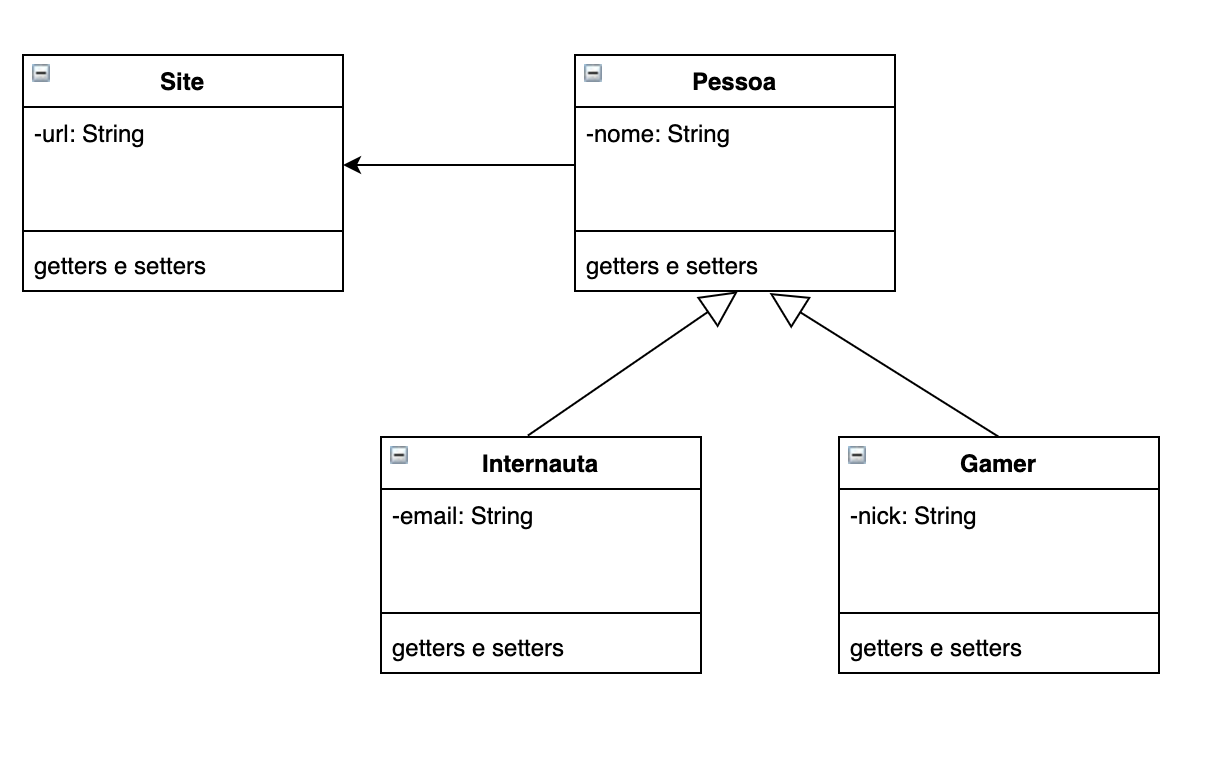 Site
-url: String
getters e setters
Pessoa
-nome: String
getters e setters
Internauta
-email: String
getters e setters
Gamer
-nick: String
getters e setters